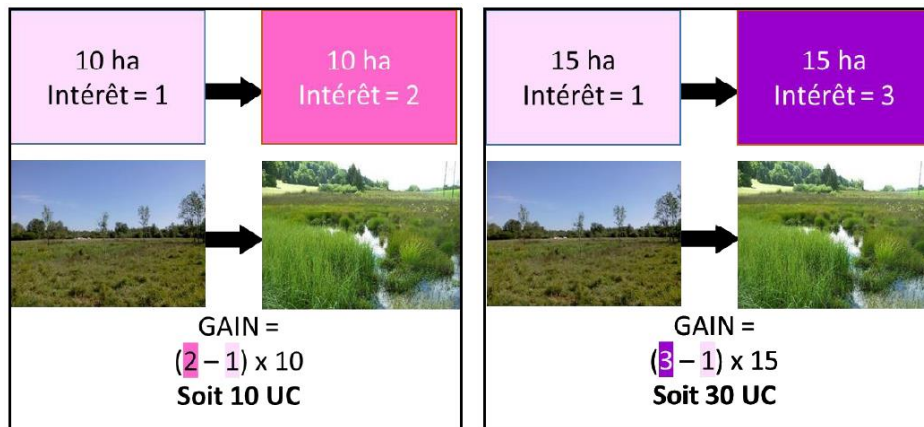 10 ha
Intérêt = 1
10 ha
Intérêt = 2
GAIN =
(2 – 1) x 10
Soit 10 UC
15 ha
Intérêt = 1
15 ha
Intérêt = 3
GAIN =
(3 – 1) x 15
Soit 30 UC